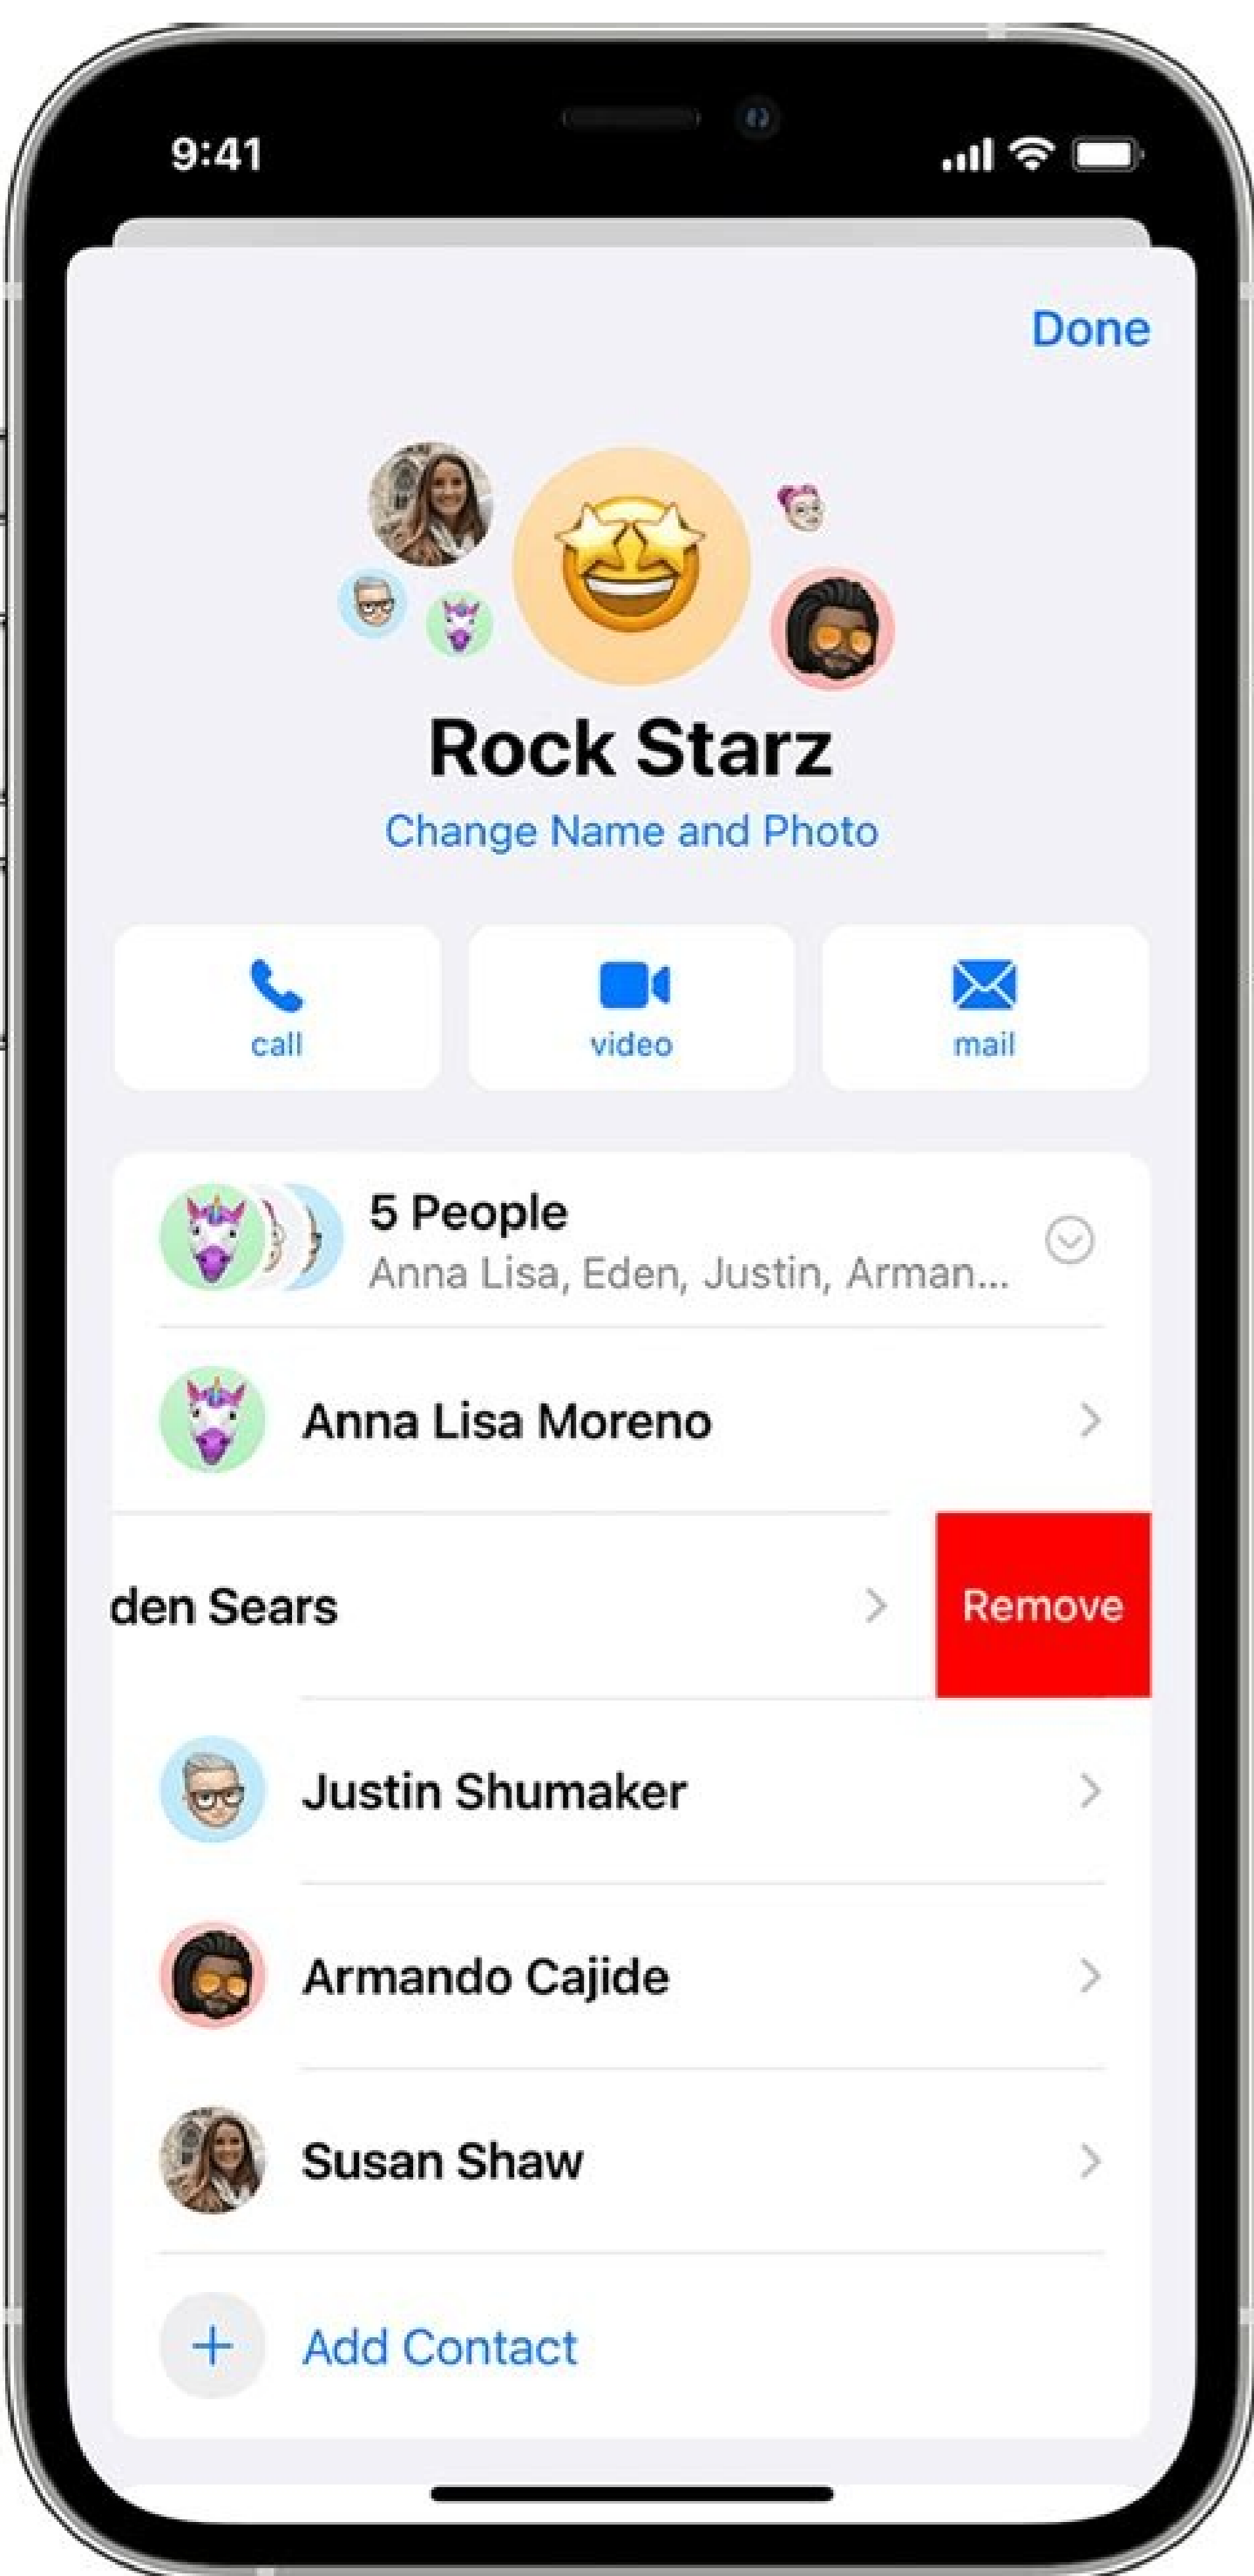 9:41
Done
Rock Starz
Change Name and Photo
call
video
mail
5 People
Anna Lisa, Eden, Justin, Arman...
Anna Lisa Moreno
den Sears
Remove
Justin Shumaker
Armando Cajide
Susan Shaw
Add Contact